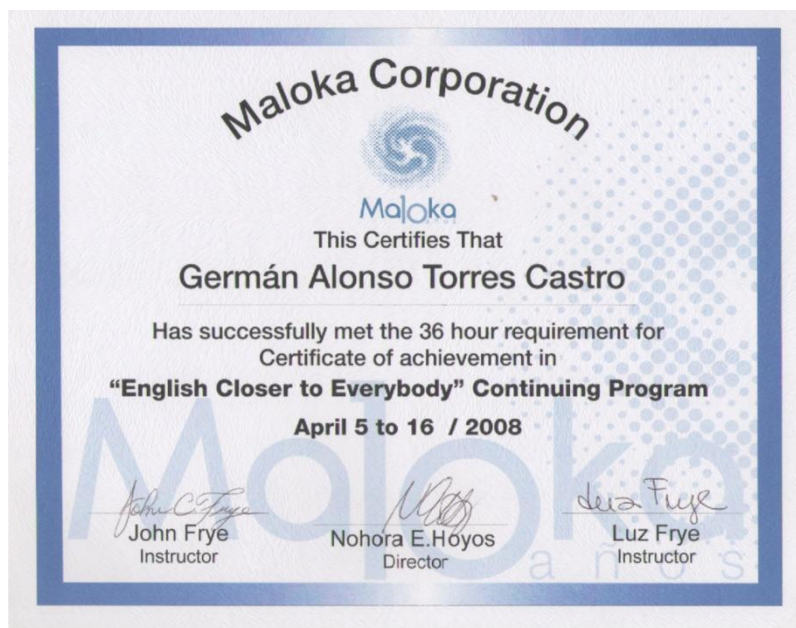 Maloka Corporation
Maloka
This Certifies That
Germán Alonso Torres Castro
Has successfully met the 36 hour requirement for
Certificate of achievement in
“English Closer to Everybody” Continuing Program
April 5 to 16 / 2008
Maloka
años
John C Frye
Luz Frye
John Frye
Nohora E.Hoyos
Luz Frye
Instructor
Director
Instructor